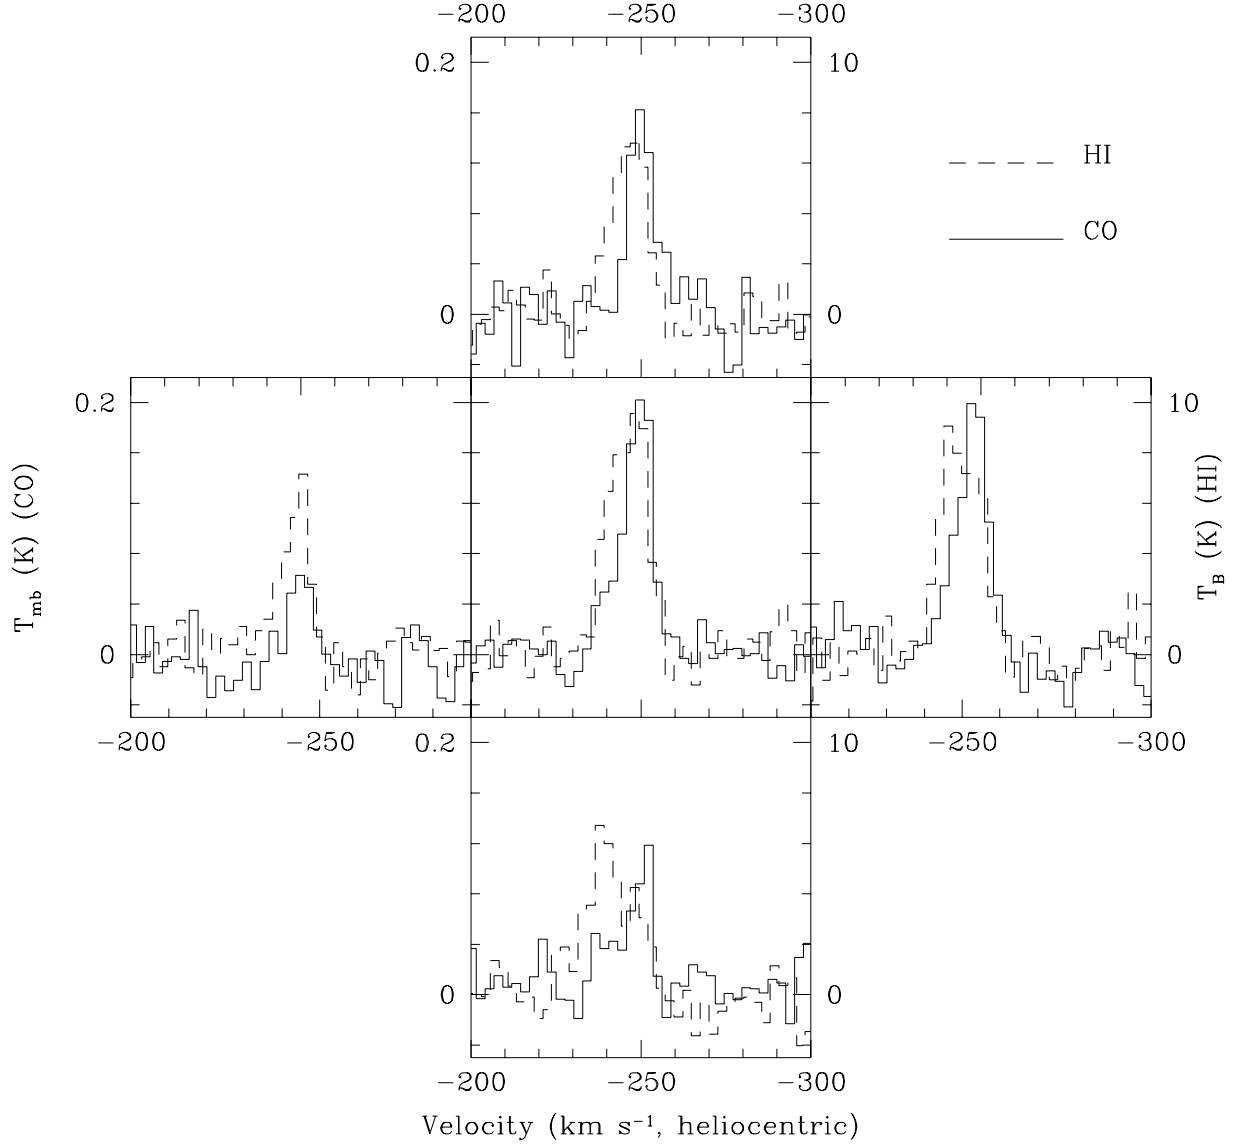 −200 −250 −300
0.2 10
HI
CO
0 0
0.2 10
T_mb (K) (CO)
T_B (K) (HI)
0 0
−200 −250 0.2 10 −250 −300
0 0
−200 −250 −300
Velocity (km s⁻¹, heliocentric)